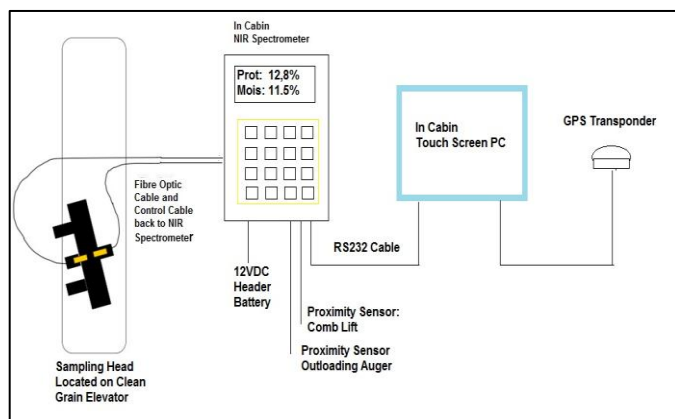 In Cabin
NIR Spectrometer
Prot: 12,8%
Mois: 11.5%
In Cabin
Touch Screen PC
GPS Transponder
Fibre Optic
Cable and
Control Cable
back to NIR
Spectrometer
RS232 Cable
12VDC
Header
Battery
Proximity Sensor:
Comb Lift
Proximity Sensor
Outloading Auger
Sampling Head
Located on Clean
Grain Elevator